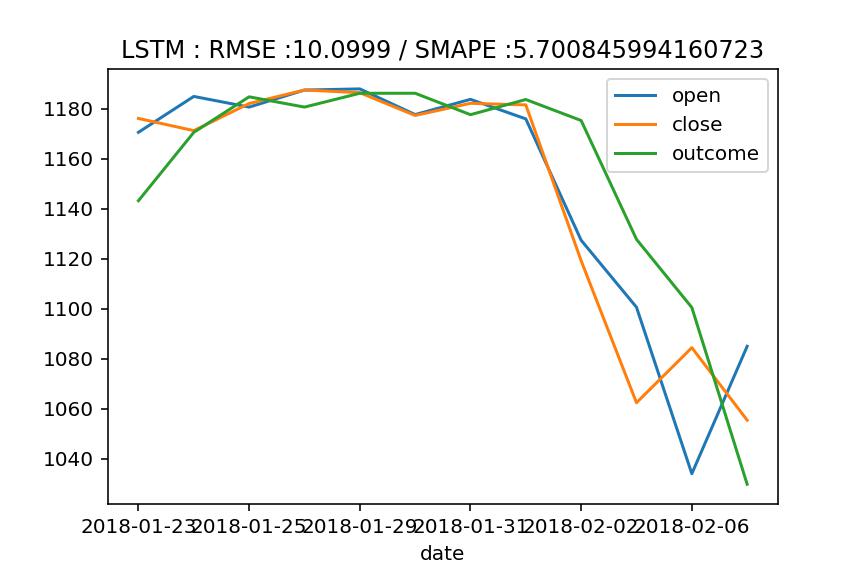 LSTM : RMSE :10.0999 / SMAPE :5.700845994160723
open
close
outcome
1180
1160
1140
1120
1100
1080
1060
1040
2018-01-23 2018-01-25 2018-01-29 2018-01-31 2018-02-02 2018-02-06
date